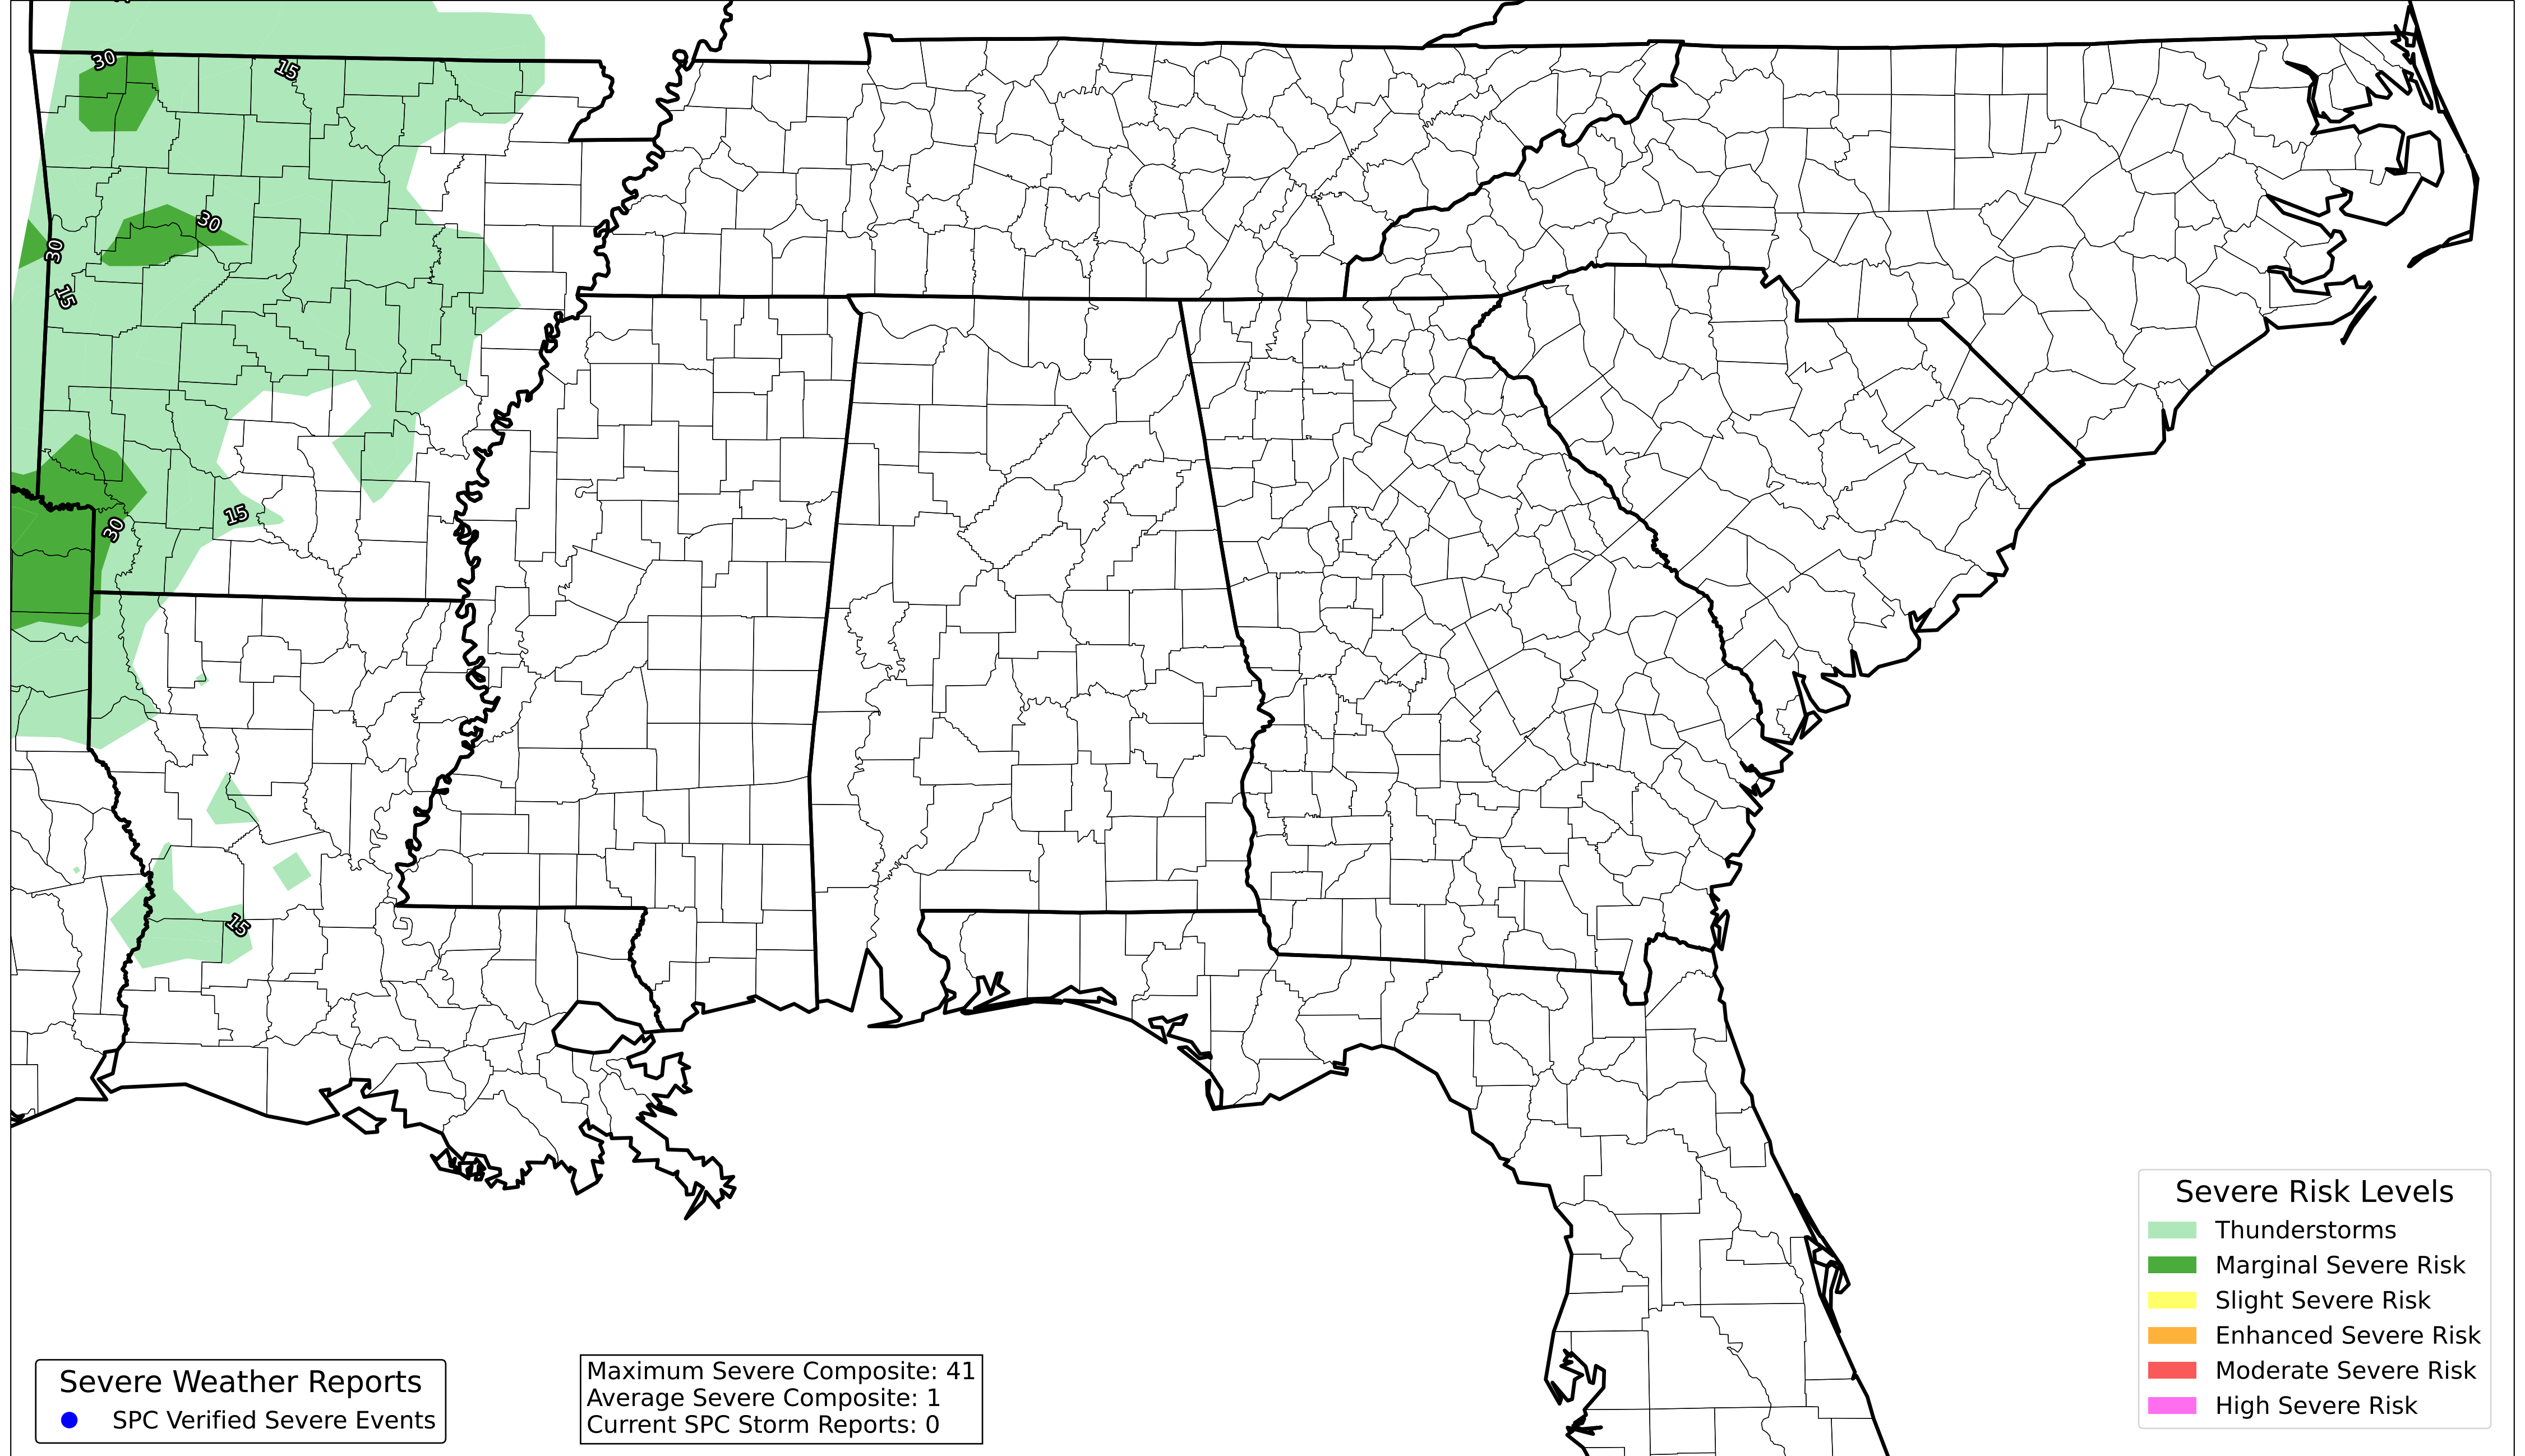 30
15
30
30
15
30
15
15
Severe Risk Levels
Thunderstorms
Marginal Severe Risk
Slight Severe Risk
Enhanced Severe Risk
Moderate Severe Risk
High Severe Risk
Severe Weather Reports
SPC Verified Severe Events
Maximum Severe Composite: 41
Average Severe Composite: 1
Current SPC Storm Reports: 0